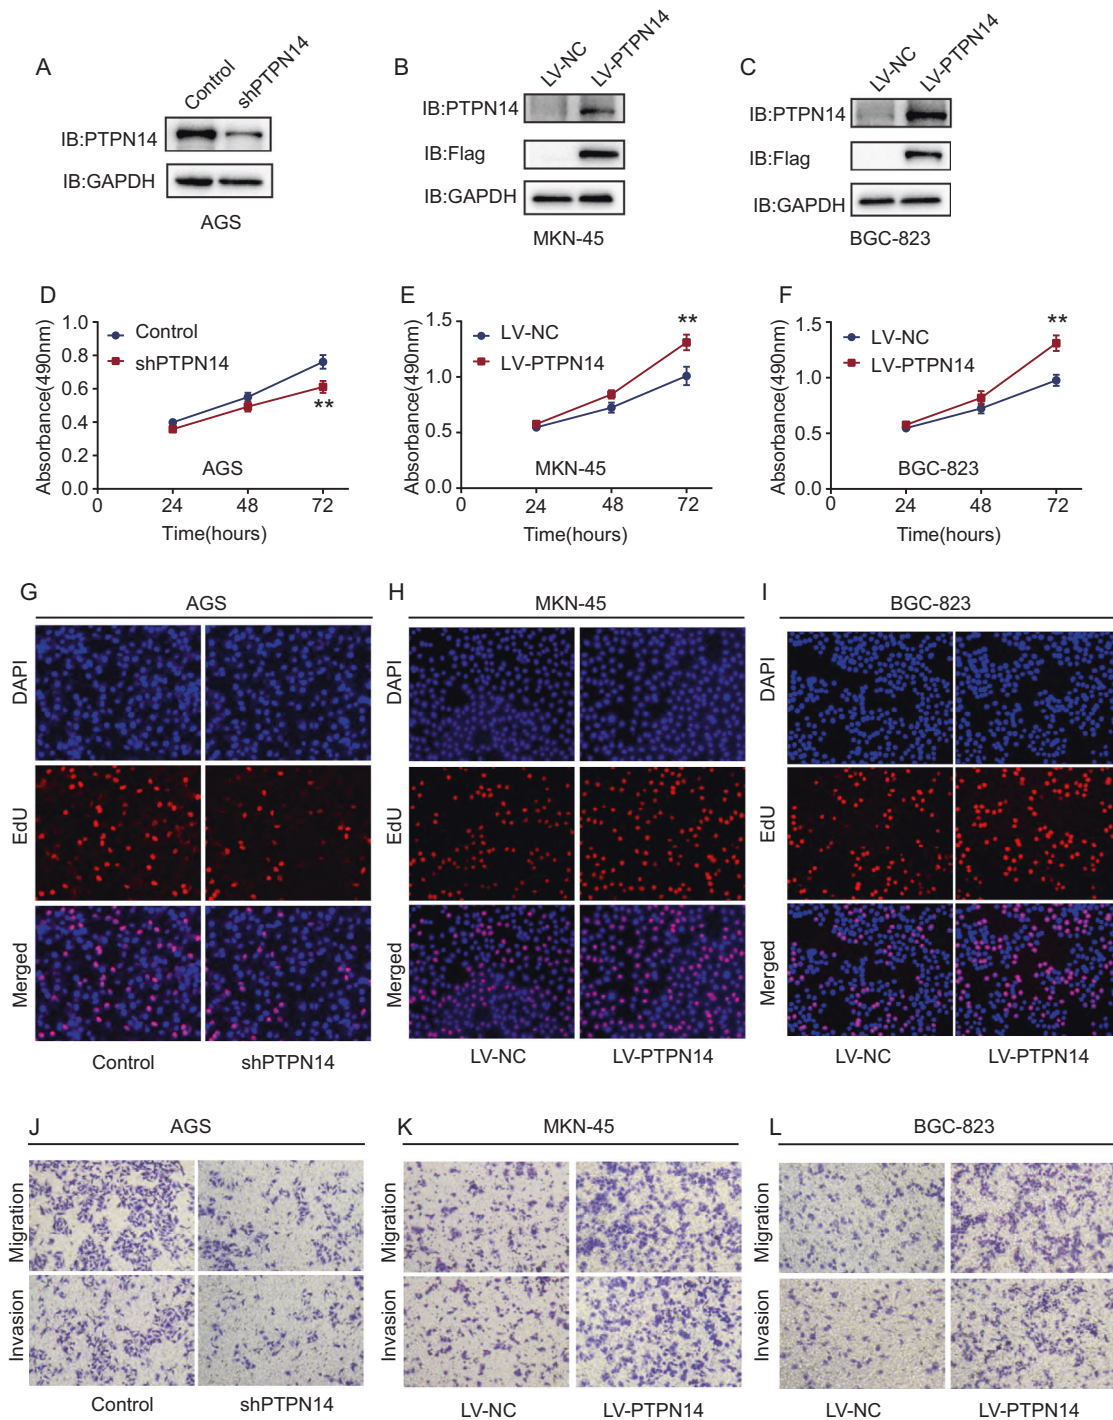 A
Control
shPTPN14
IB:PTPN14
IB:GAPDH
AGS
B
LV-NC
LV-PTPN14
IB:PTPN14
IB:Flag
IB:GAPDH
MKN-45
C
LV-NC
LV-PTPN14
IB:PTPN14
IB:Flag
IB:GAPDH
BGC-823
D
Absorbance(490nm)
1.0
0.8
0.6
0.4
0.2
0.0
Control
shPTPN14
**
AGS
0 24 48 72
Time(hours)
E
Absorbance(490nm)
1.5
1.0
0.5
0.0
LV-NC
LV-PTPN14
**
MKN-45
0 24 48 72
Time(hours)
F
Absorbance(490nm)
1.5
1.0
0.5
0.0
LV-NC
LV-PTPN14
**
BGC-823
0 24 48 72
Time(hours)
G
AGS
DAPI
EdU
Merged
Control shPTPN14
H
MKN-45
DAPI
EdU
Merged
LV-NC LV-PTPN14
I
BGC-823
DAPI
EdU
Merged
LV-NC LV-PTPN14
J
AGS
Migration
Invasion
Control shPTPN14
K
MKN-45
Migration
Invasion
LV-NC LV-PTPN14
L
BGC-823
Migration
Invasion
LV-NC LV-PTPN14